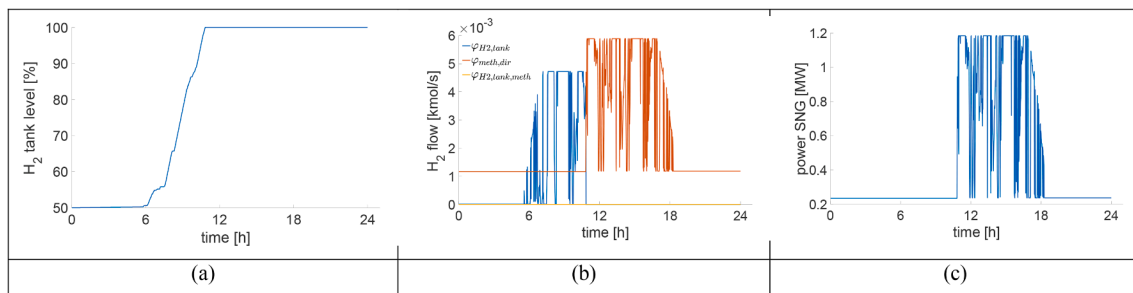 100
90
80
70
60
50
H2 tank level [%]
0 6 12 18 24
time [h]
(a)
×10-3
6
5
4
3
2
1
0
H2 flow [kmol/s]
φH2,tank
φmeth,dir
φH2,tank,meth
0 6 12 18 24
time [h]
(b)
1.2
1
0.8
0.6
0.4
0.2
power SNG [MW]
0 6 12 18 24
time [h]
(c)